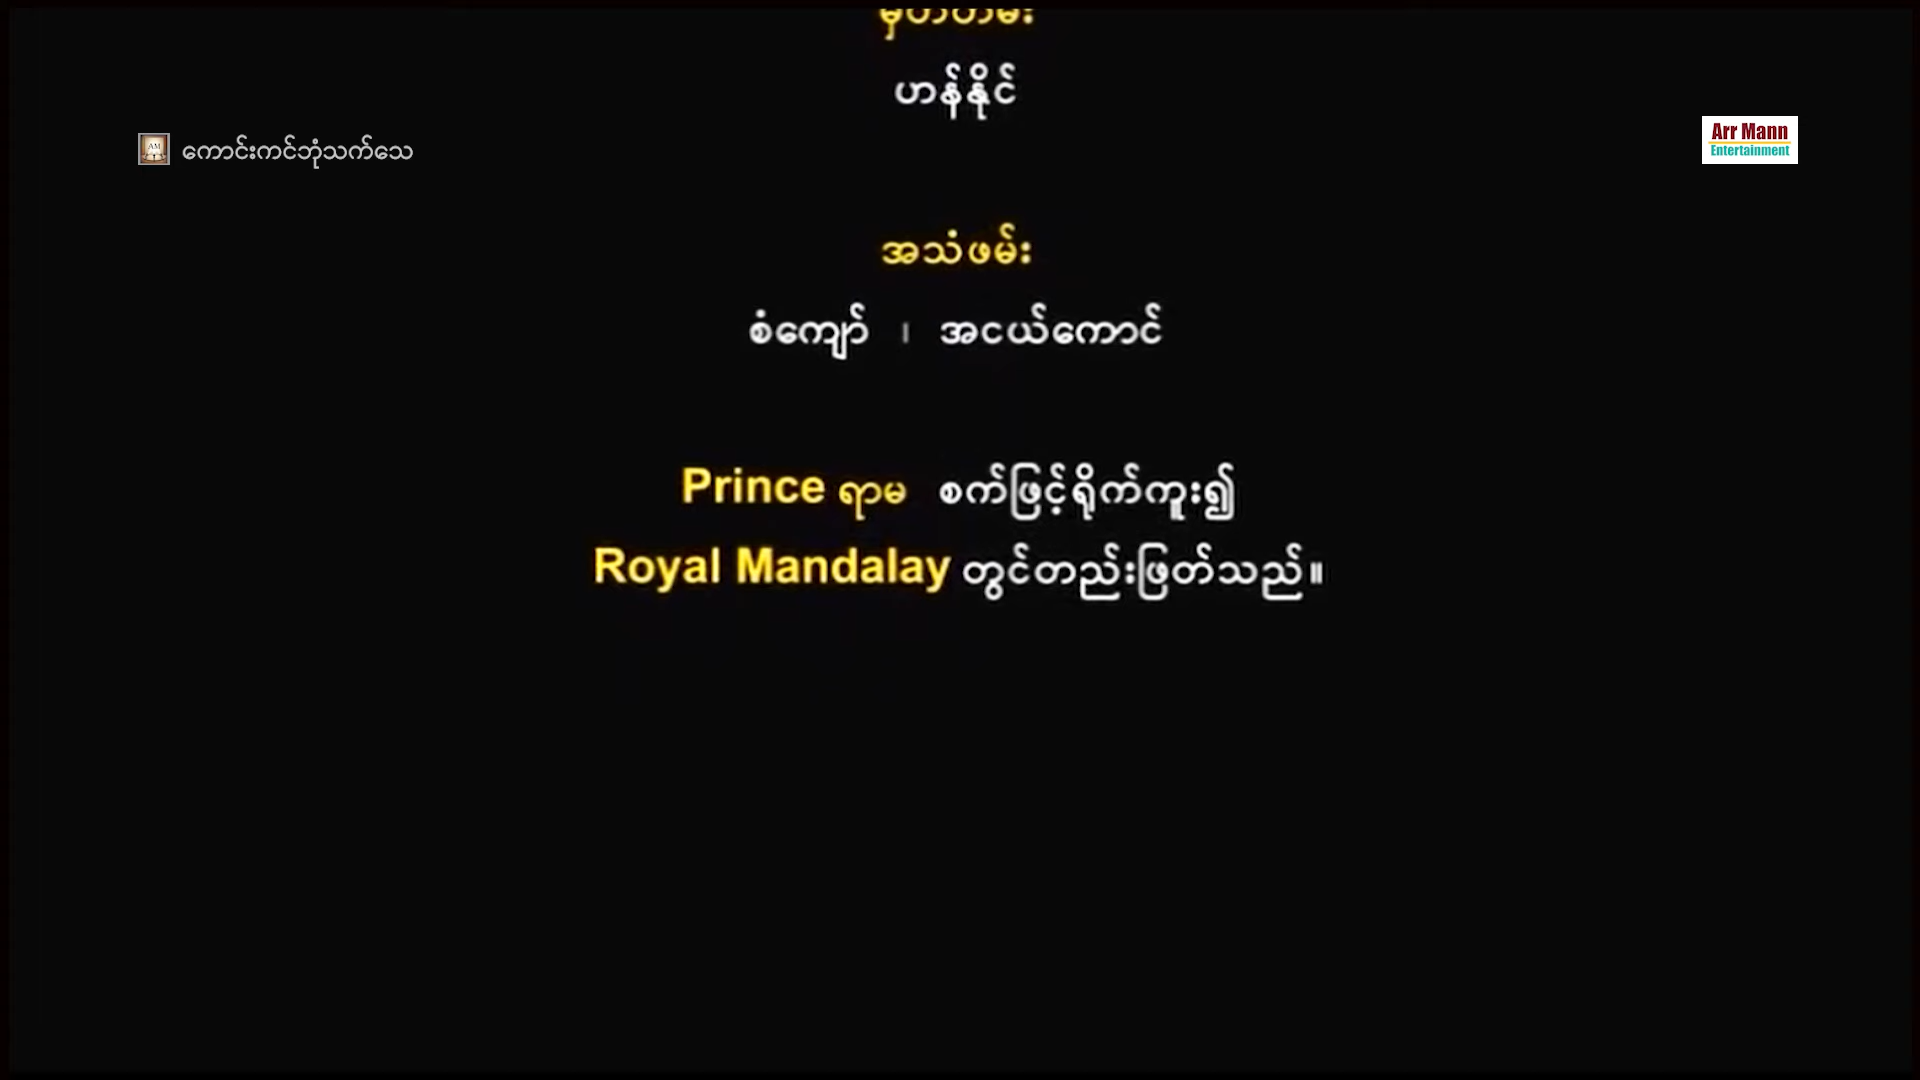 ဟန်နိုင်
ကောင်းကင်ဘုံသက်သေ
Arr Mann
Entertainment
အသံဖမ်း
စံကျော် ၊ အငယ်ကောင်
Prince ရာမ စက်ဖြင့်ရိုက်ကူး၍
Royal Mandalay တွင်တည်းဖြတ်သည်။